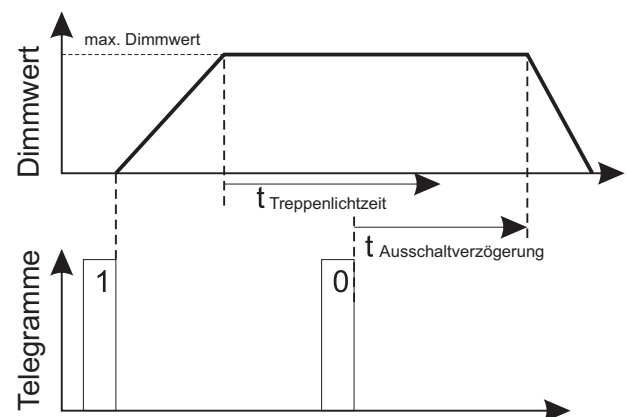 max. Dimmwert
Dimmwert
t Treppenlichtzeit
t Ausschaltverzögerung
1
0
Telegramme